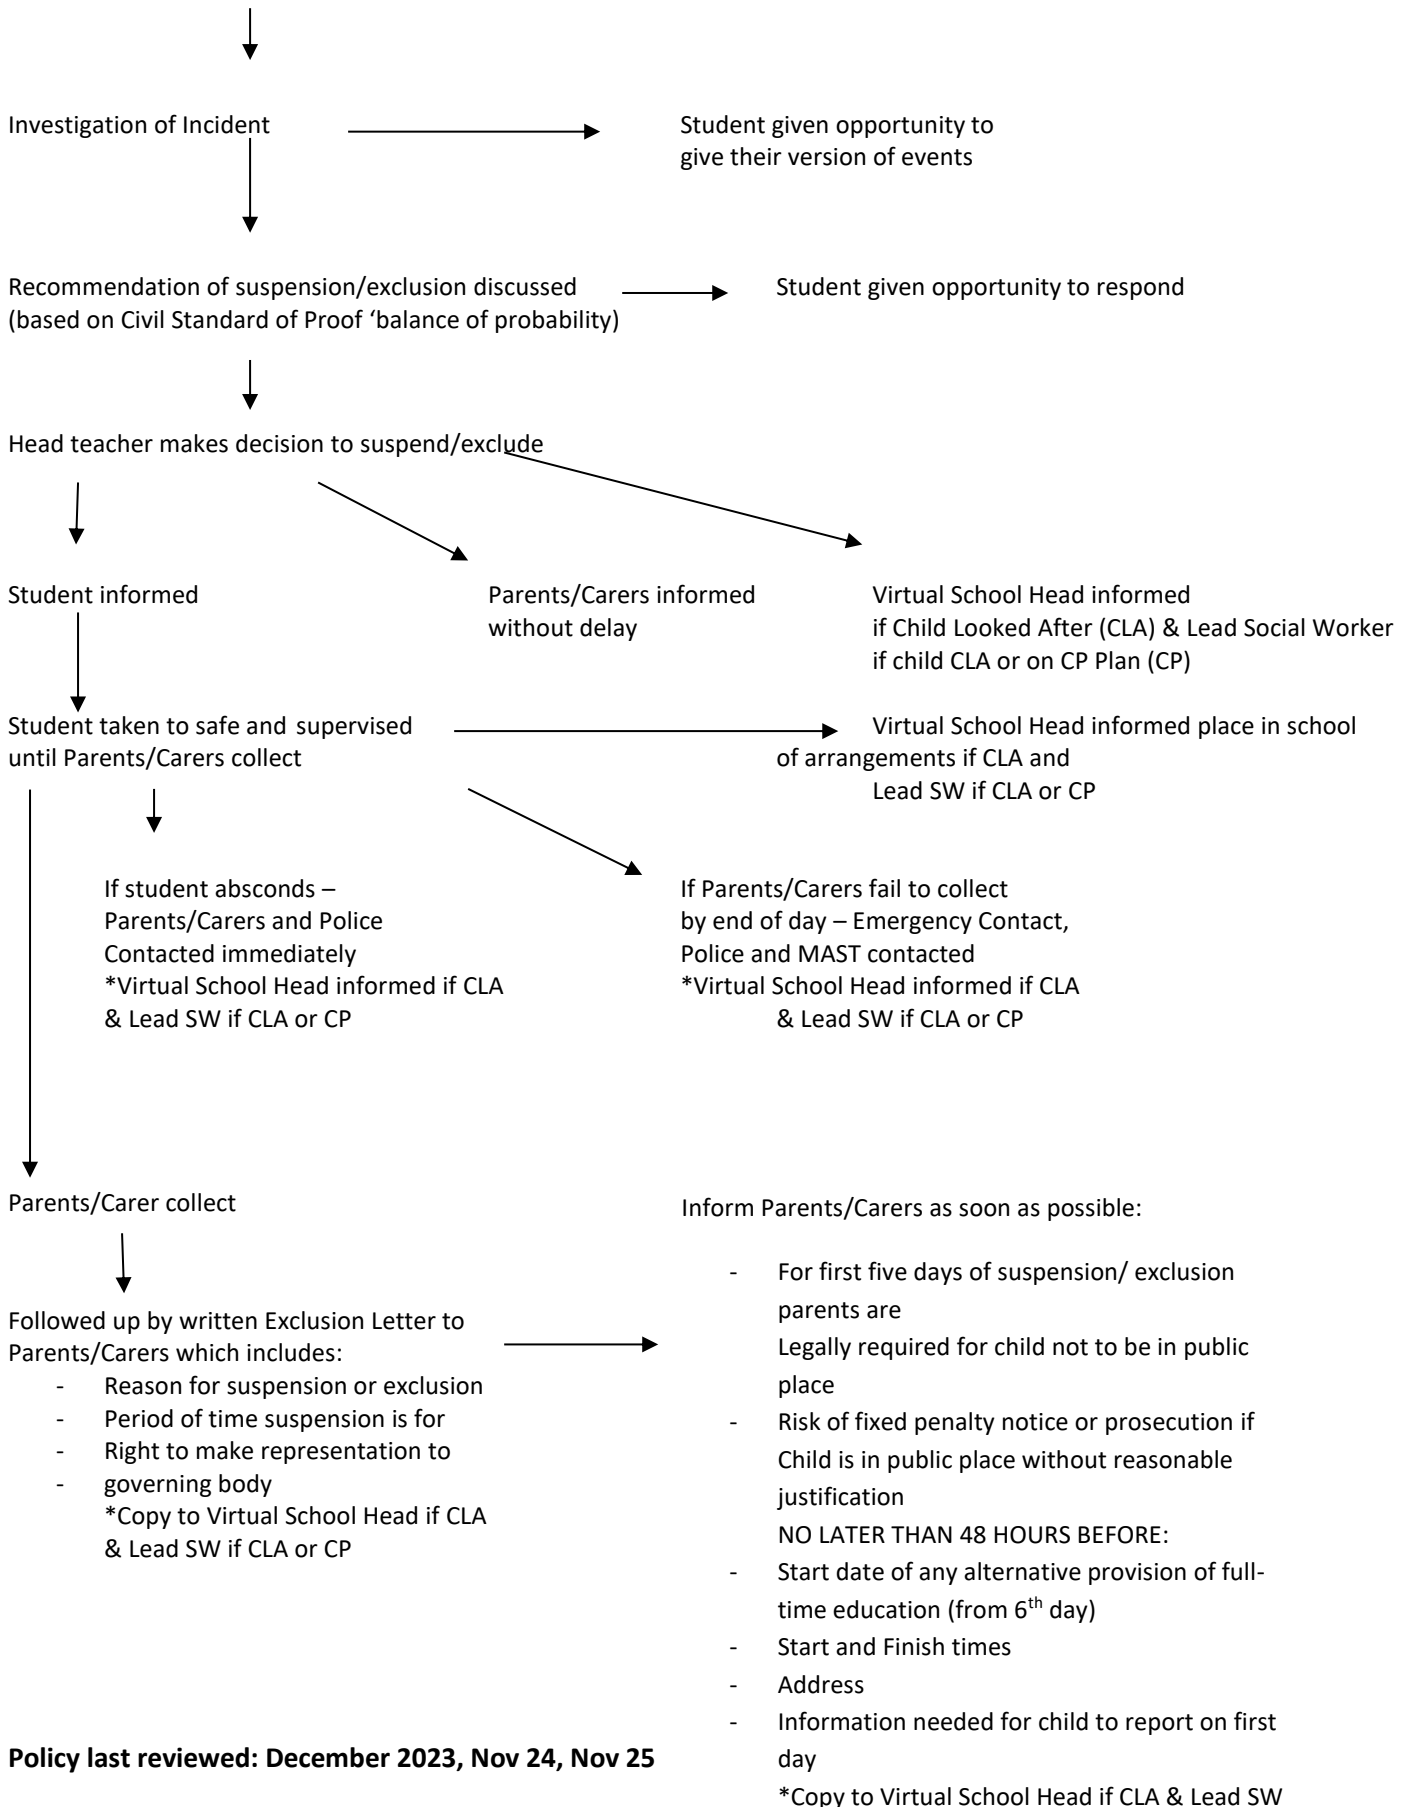 Investigation of Incident
Student given opportunity to
give their version of events
Recommendation of suspension/exclusion discussed
(based on Civil Standard of Proof ‘balance of probability)
Student given opportunity to respond
Head teacher makes decision to suspend/exclude
Student informed
Parents/Carers informed
without delay
Virtual School Head informed
if Child Looked After (CLA) & Lead Social Worker
if child CLA or on CP Plan (CP)
Student taken to safe and supervised
until Parents/Carers collect
Virtual School Head informed place in school
of arrangements if CLA and
Lead SW if CLA or CP
If student absconds –
Parents/Carers and Police
Contacted immediately
*Virtual School Head informed if CLA
& Lead SW if CLA or CP
If Parents/Carers fail to collect
by end of day – Emergency Contact,
Police and MAST contacted
*Virtual School Head informed if CLA
& Lead SW if CLA or CP
Parents/Carer collect
Followed up by written Exclusion Letter to
Parents/Carers which includes:
- Reason for suspension or exclusion
- Period of time suspension is for
- Right to make representation to
- governing body
*Copy to Virtual School Head if CLA
& Lead SW if CLA or CP
Inform Parents/Carers as soon as possible:
- For first five days of suspension/ exclusion
parents are
Legally required for child not to be in public
place
- Risk of fixed penalty notice or prosecution if
Child is in public place without reasonable
justification
NO LATER THAN 48 HOURS BEFORE:
- Start date of any alternative provision of full-
time education (from 6th day)
- Start and Finish times
- Address
- Information needed for child to report on first
day
*Copy to Virtual School Head if CLA & Lead SW
Policy last reviewed: December 2023, Nov 24, Nov 25